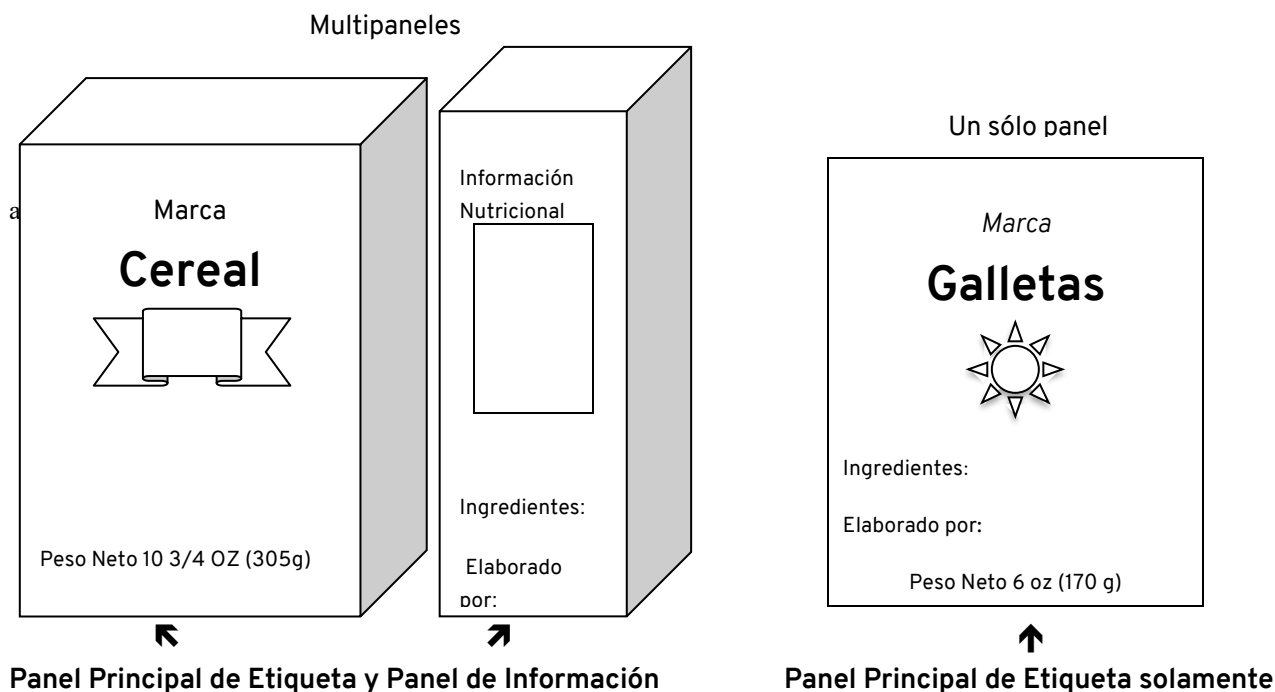 Multipaneles
a
Marca
Cereal
Peso Neto 10 3/4 OZ (305g)
Información
Nutricional
Ingredientes:
Elaborado
por:
Panel Principal de Etiqueta y Panel de Información
Un sólo panel
Marca
Galletas
Ingredientes:
Elaborado por:
Peso Neto 6 oz (170 g)
Panel Principal de Etiqueta solamente